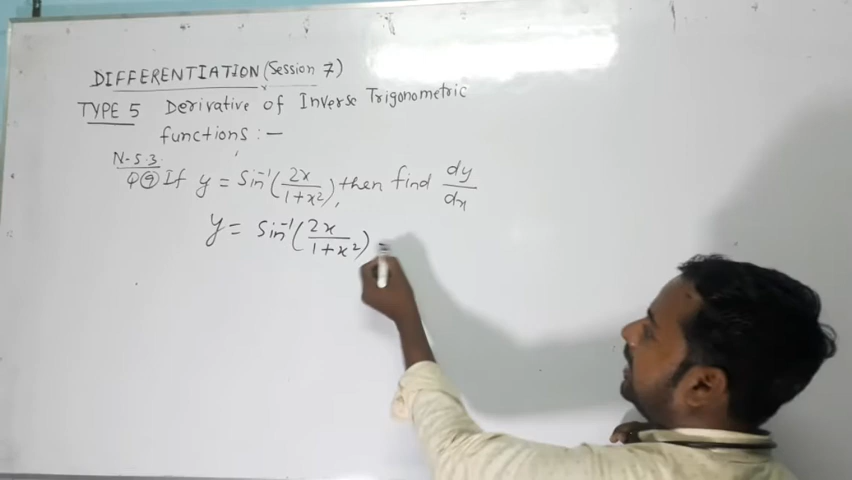 DIFFERENTIATION (Session 7)
TYPE 5 Derivative of Inverse Trigonometric
functions :-
N-5.3
Q⑨ If y = Sin⁻¹(2x/1+x²), then find dy/dx
y = Sin⁻¹(2x/1+x²)